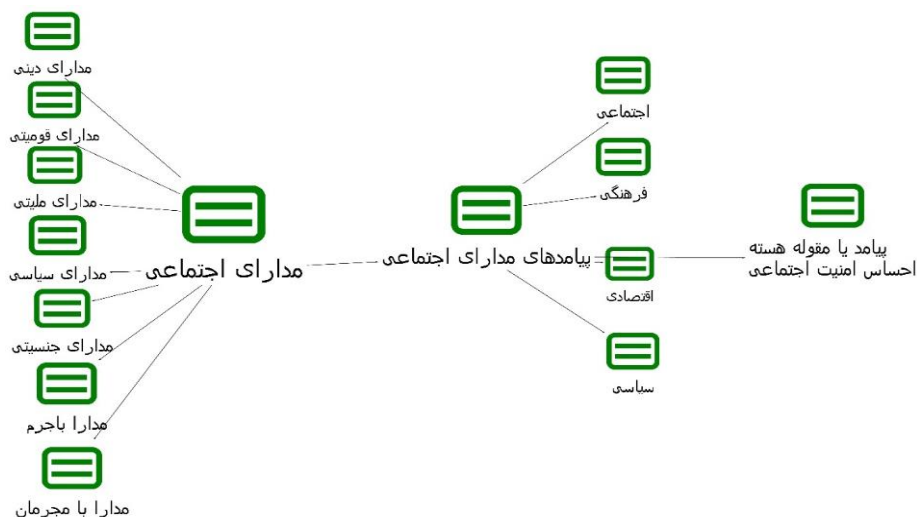 مدارای دینی
مدارای قومیتی
مدارای ملیتی
مدارای سیاسی
مدارای جنسیتی
مدارا باجرم
مدارا با مجرمان
مدارای اجتماعی
پیامدهای مدارای اجتماعی
اجتماعی
فرهنگی
اقتصادی
سیاسی
پیامد یا مقوله هسته
احساس امنیت اجتماعی